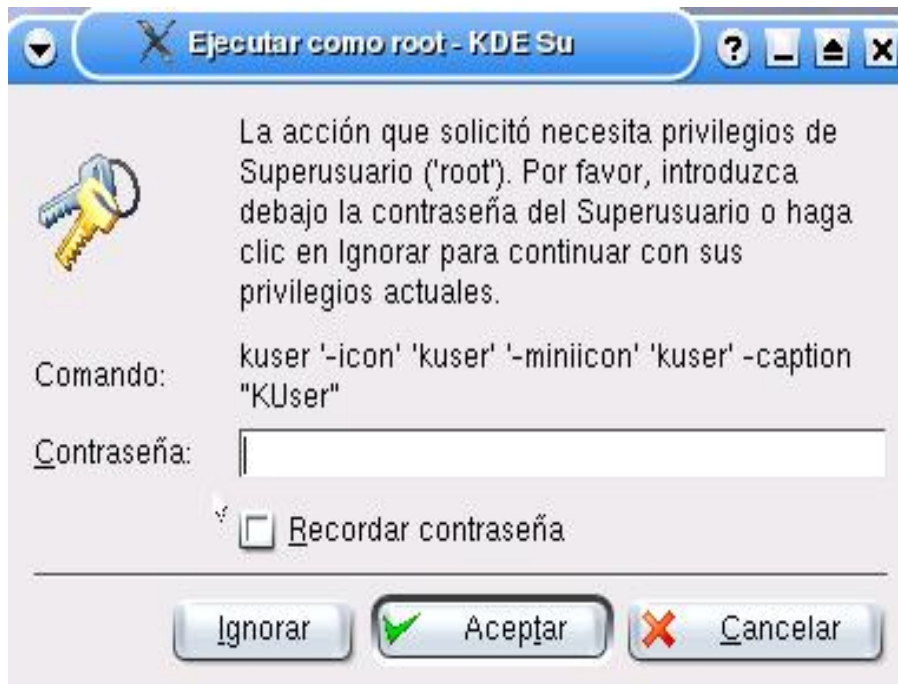 Ejecutar como root - KDE Su
La acción que solicitó necesita privilegios de
Superusuario ('root'). Por favor, introduzca
debajo la contraseña del Superusuario o haga
clic en Ignorar para continuar con sus
privilegios actuales.
Comando:
kuser '-icon' 'kuser' '-miniicon' 'kuser' -caption
"KUser"
Contraseña:
Recordar contraseña
Ignorar
Aceptar
Cancelar